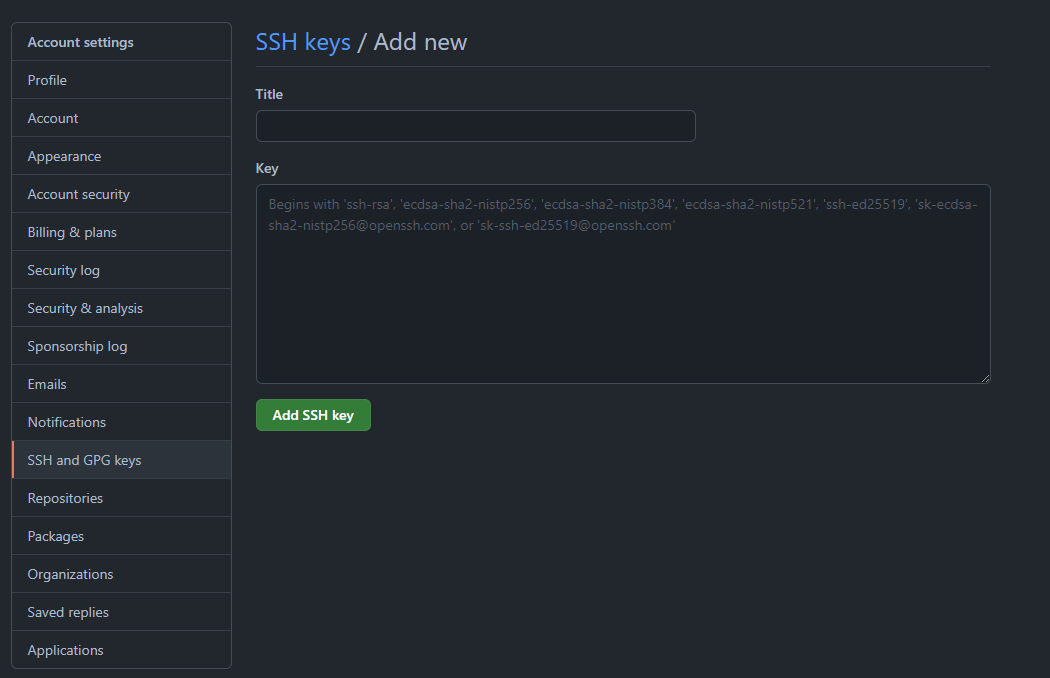 Account settings
Profile
Account
Appearance
Account security
Billing & plans
Security log
Security & analysis
Sponsorship log
Emails
Notifications
SSH and GPG keys
Repositories
Packages
Organizations
Saved replies
Applications
SSH keys / Add new
Title
Key
Begins with 'ssh-rsa', 'ecdsa-sha2-nistp256', 'ecdsa-sha2-nistp384', 'ecdsa-sha2-nistp521', 'ssh-ed25519', 'sk-ecdsa-
sha2-nistp256@openssh.com', or 'sk-ssh-ed25519@openssh.com'
Add SSH key